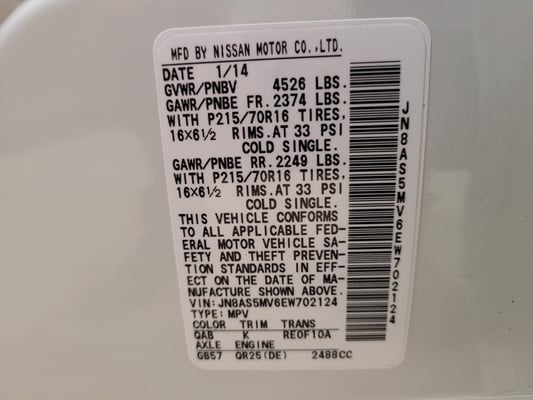 MFD BY NISSAN MOTOR CO.,LTD.
DATE 1/14
GVWR/PNBV 4526 LBS.
GAWR/PNBE FR. 2374 LBS.
WITH P215/70R16 TIRES,
16X6½ RIMS. AT 33 PSI
COLD SINGLE.
GAWR/PNBE RR. 2249 LBS.
WITH P215/70R16 TIRES,
16X6½ RIMS. AT 33 PSI
COLD SINGLE.
THIS VEHICLE CONFORMS
TO ALL APPLICABLE FED-
ERAL MOTOR VEHICLE SA-
FETY AND THEFT PREVEN-
TION STANDARDS IN EFF-
ECT ON THE DATE OF MA-
NUFACTURE SHOWN ABOVE.
VIN: JN8AS5MV6EW702124
TYPE: MPV
COLOR TRIM TRANS
QAB K RE0F10A
AXLE ENGINE
GB57 QR25(DE) 2488CC
JN8AS5MV6EW702124